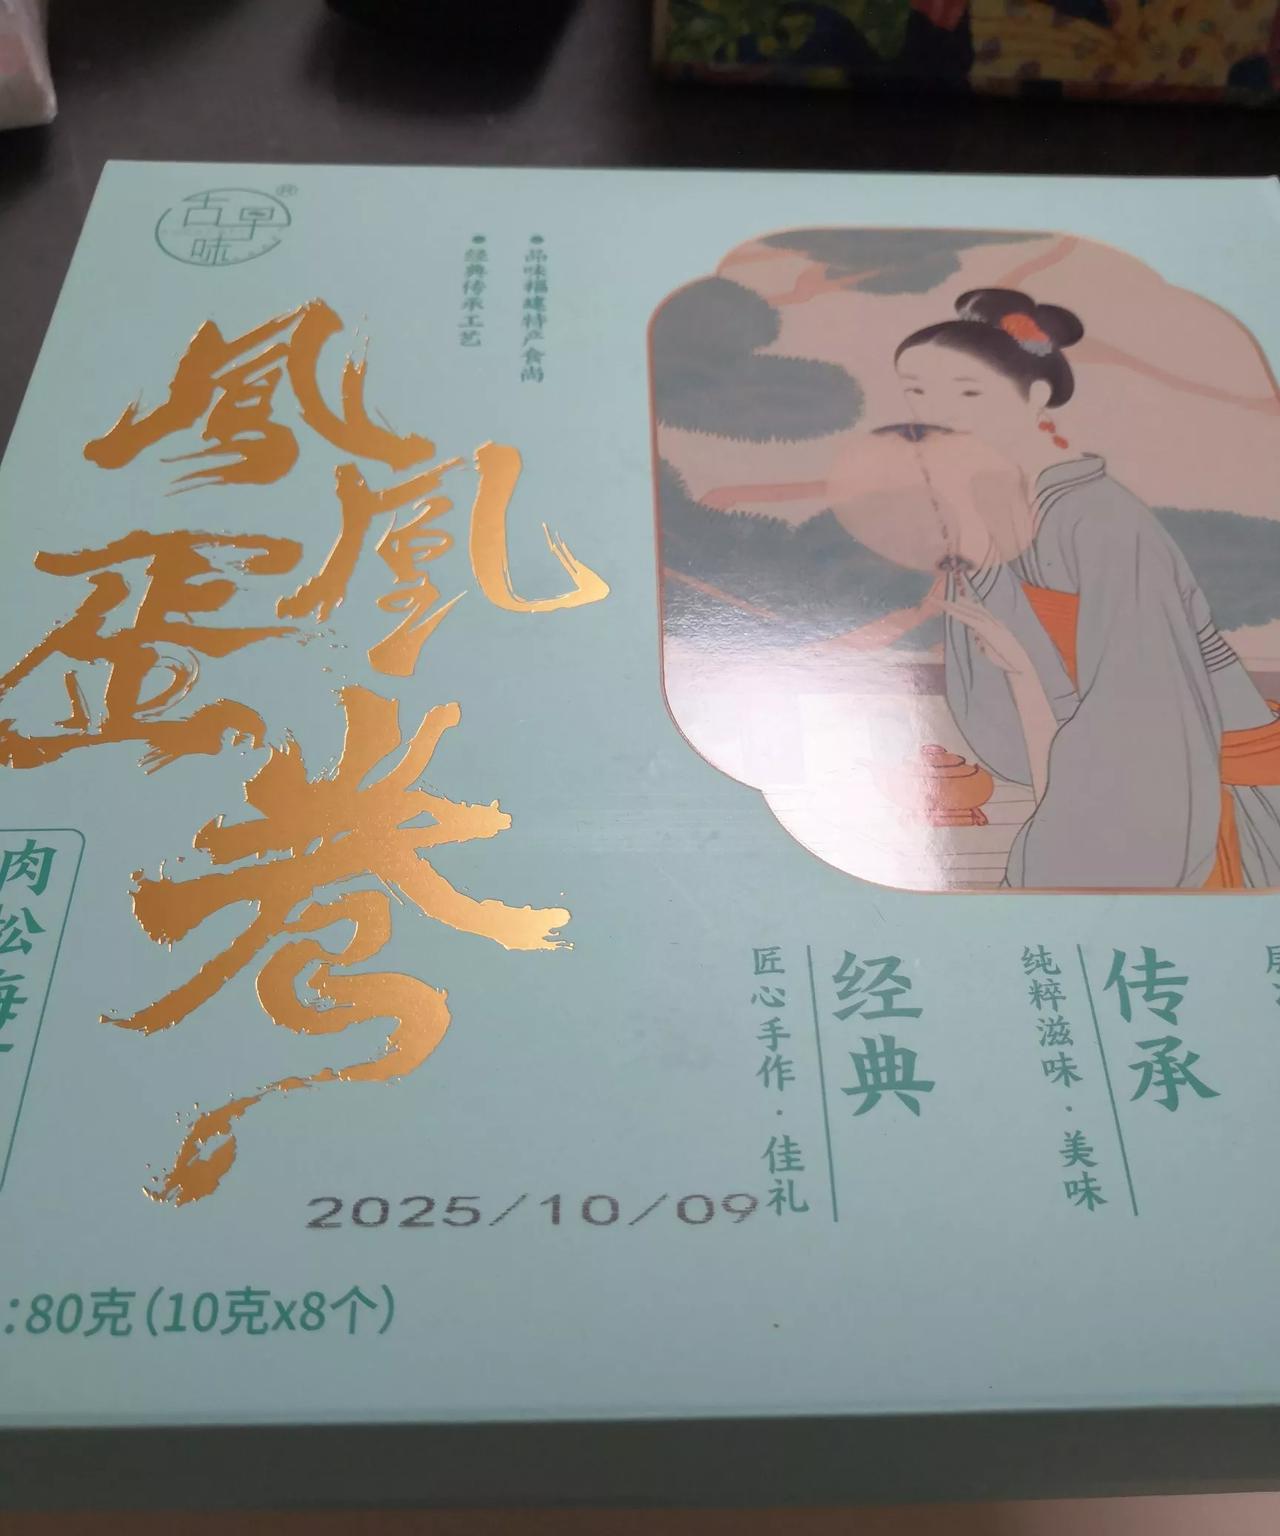 古早味®
品味福建特产食尚
经典传承工艺
凤凰蛋卷
肉松海
传承
纯粹滋味·美味
经典
匠心手作·佳礼
2025/10/09
:80克(10克x8个)